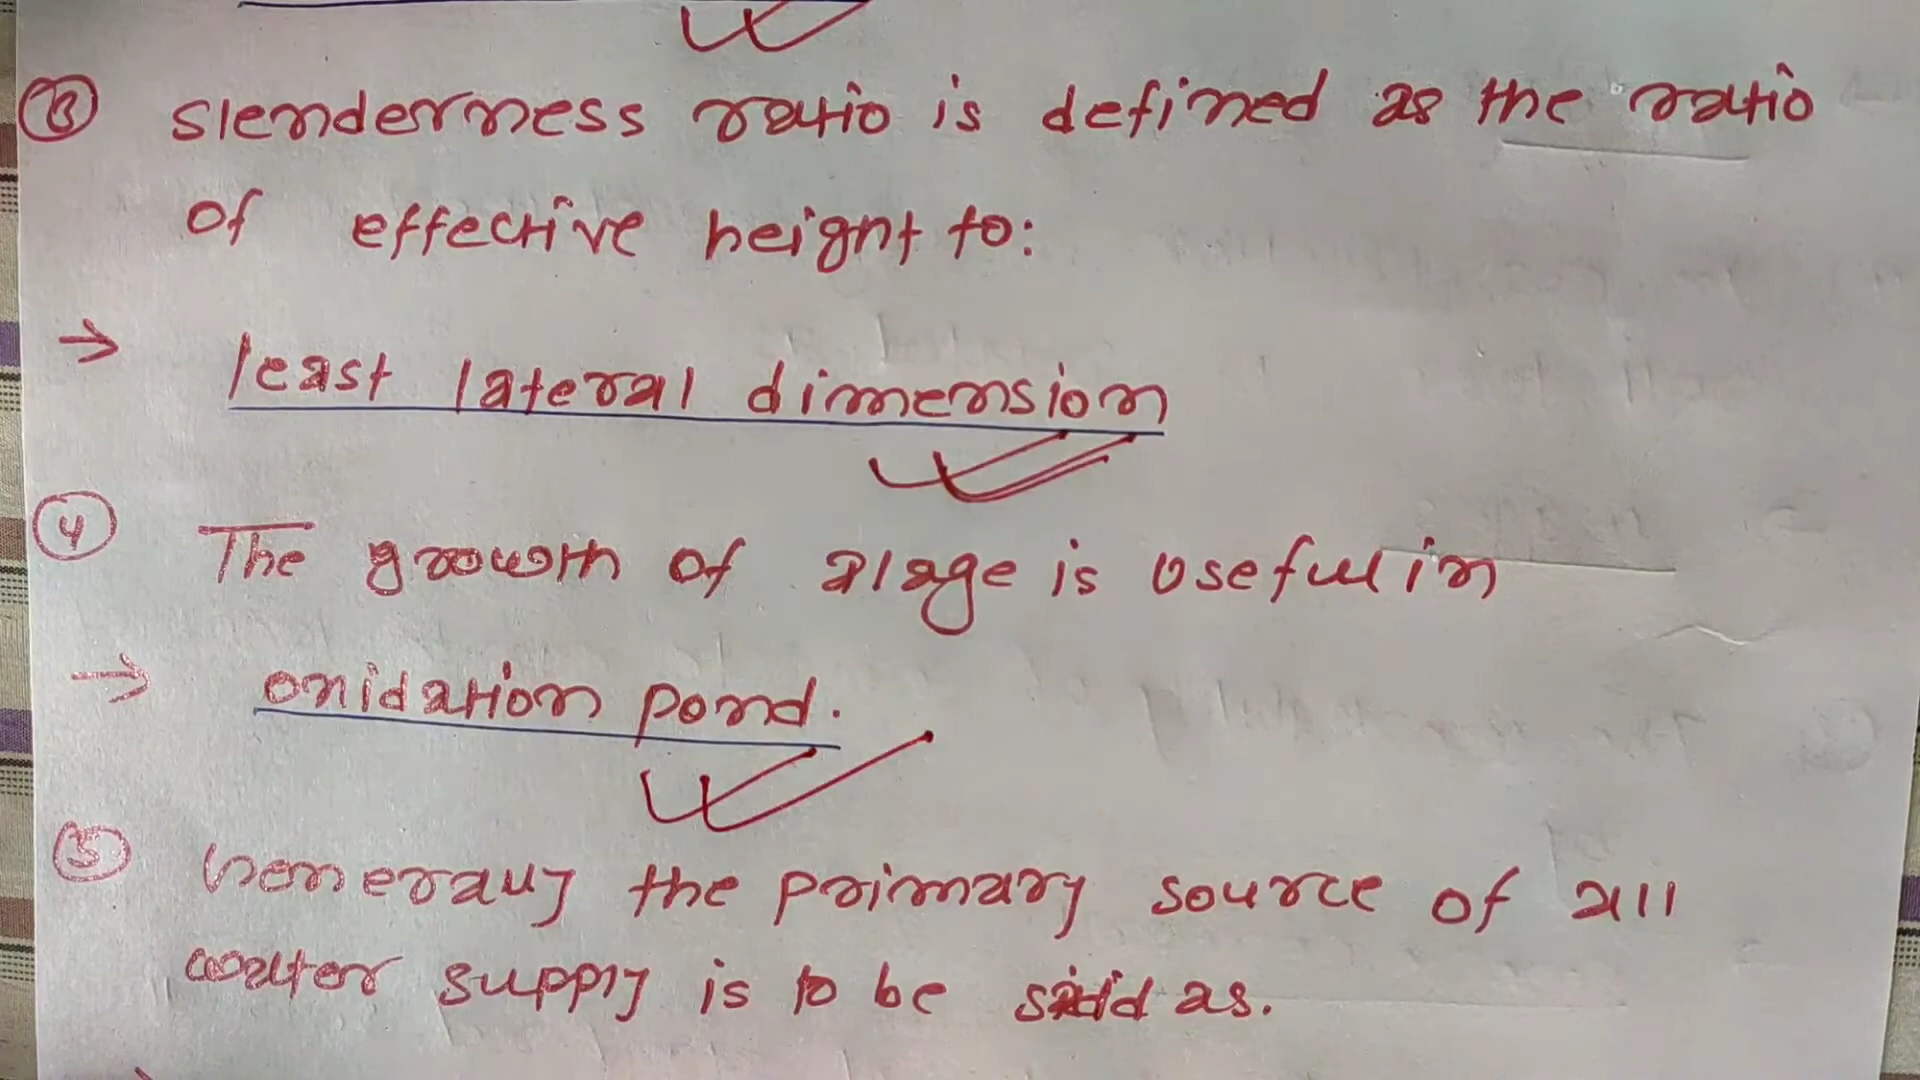 ③ slenderness ratio is defined as the ratio
of effective height to:
→ least lateral dimension
④ The growth of alage is useful in
→ oxidation pond.
⑤ Generally the primary source of all
water supply is to be said as.